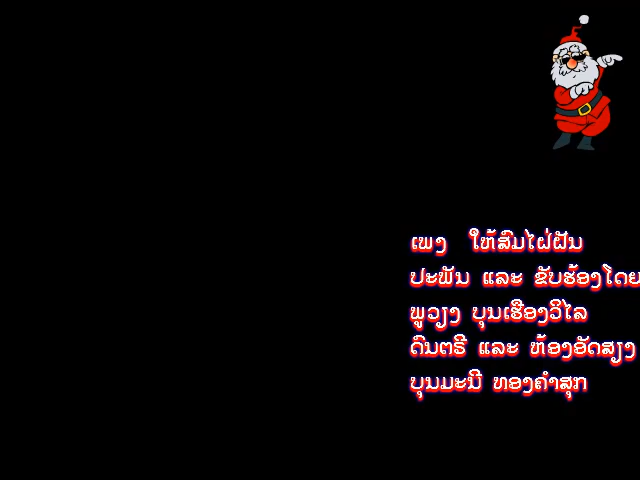 ເພງ ໃຫ້ສົມໄຝ່ຝັນ
ປະພັນ ແລະ ຂັບຮ້ອງໂດຍ
ພູວຽງ ບຸນເຮືອງວິໄລ
ດົນຕຣີ ແລະ ຫ້ອງອັດສຽງ
ບຸນມະນີ ທອງຄຳສຸກ